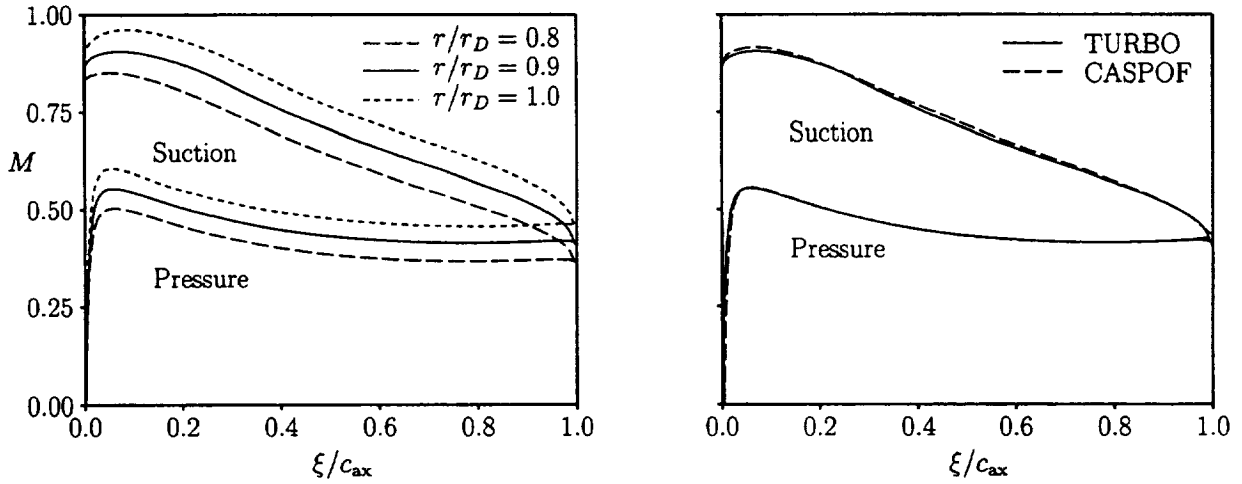 1.00
0.75
0.50
0.25
0.00
M
r/r_D = 0.8
r/r_D = 0.9
r/r_D = 1.0
Suction
Pressure
0.0 0.2 0.4 0.6 0.8 1.0
ξ/c_ax
TURBO
CASPOF
Suction
Pressure
0.0 0.2 0.4 0.6 0.8 1.0
ξ/c_ax